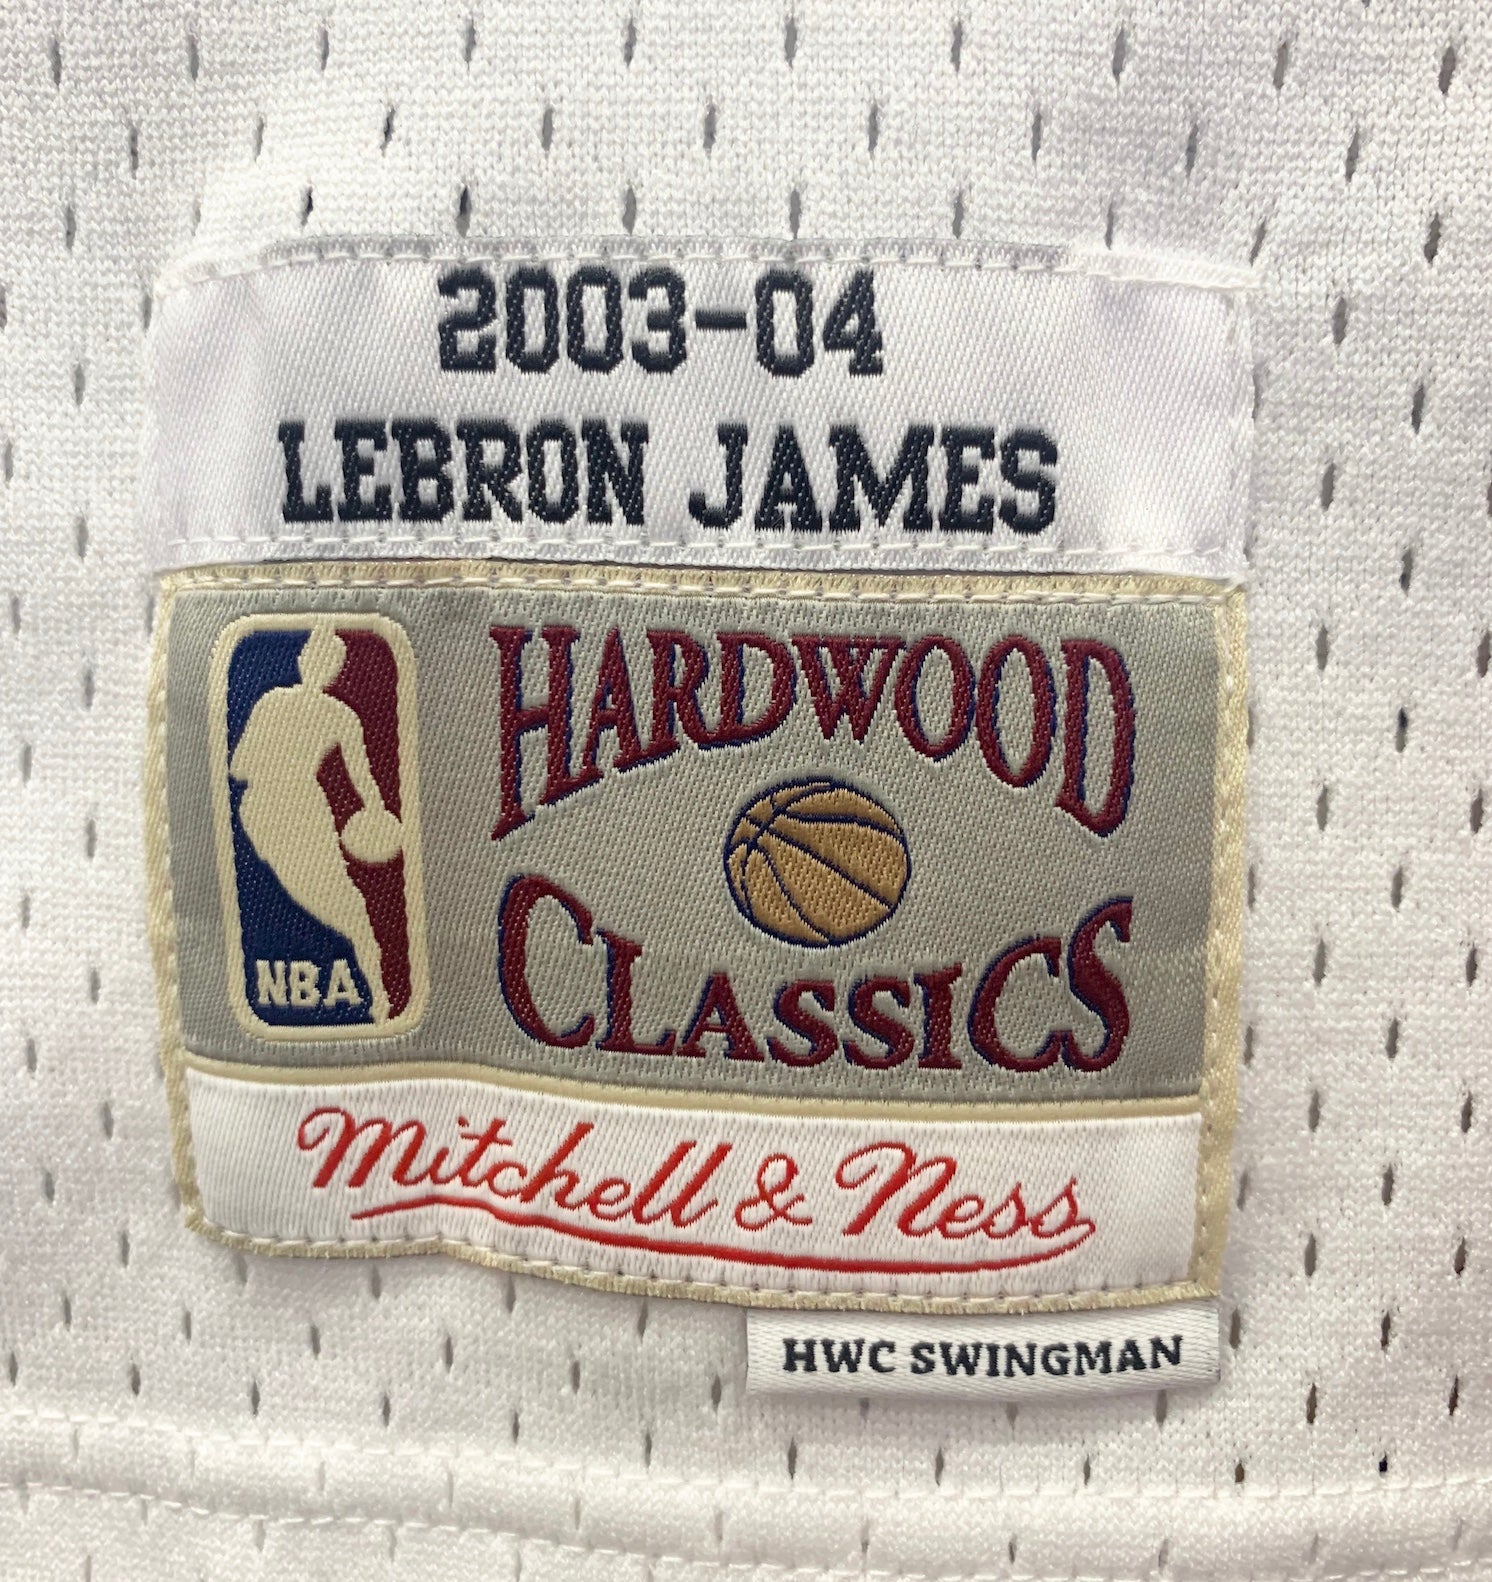 2003-04
LEBRON JAMES
HARDWOOD
CLASSICS
NBA
Mitchell & Ness
HWC SWINGMAN